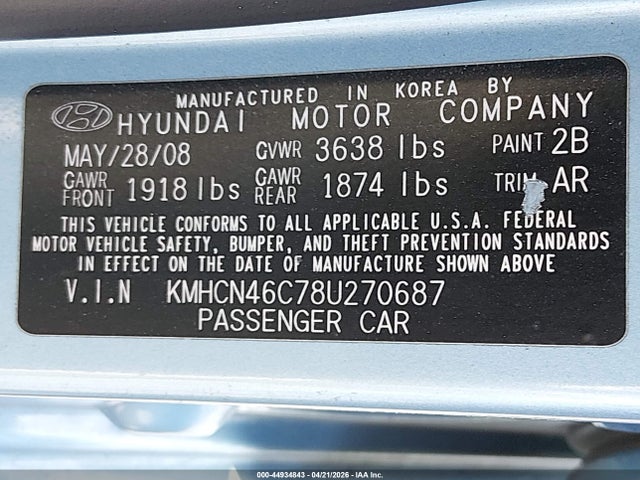 MANUFACTURED IN KOREA BY
HYUNDAI MOTOR COMPANY
MAY/28/08 GVWR 3638 lbs PAINT 2B
GAWR FRONT 1918 lbs GAWR REAR 1874 lbs TRIM AR
THIS VEHICLE CONFORMS TO ALL APPLICABLE U.S.A. FEDERAL
MOTOR VEHICLE SAFETY, BUMPER, AND THEFT PREVENTION STANDARDS
IN EFFECT ON THE DATE OF MANUFACTURE SHOWN ABOVE
V.I.N KMHCN46C78U270687
PASSENGER CAR
000-44934843 - 04/21/2026 - IAA Inc.